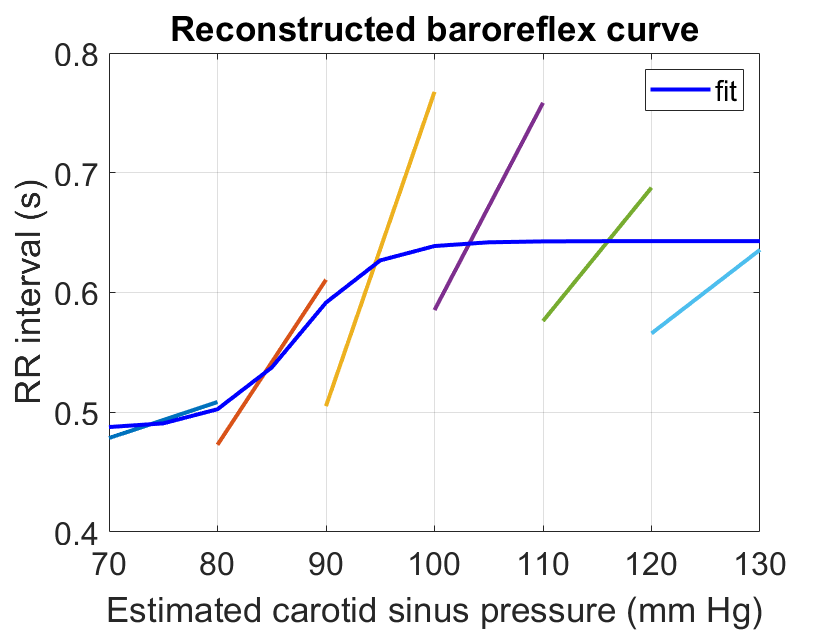 Reconstructed baroreflex curve
fit
0.8
0.7
0.6
0.5
0.4
RR interval (s)
70 80 90 100 110 120 130
Estimated carotid sinus pressure (mm Hg)